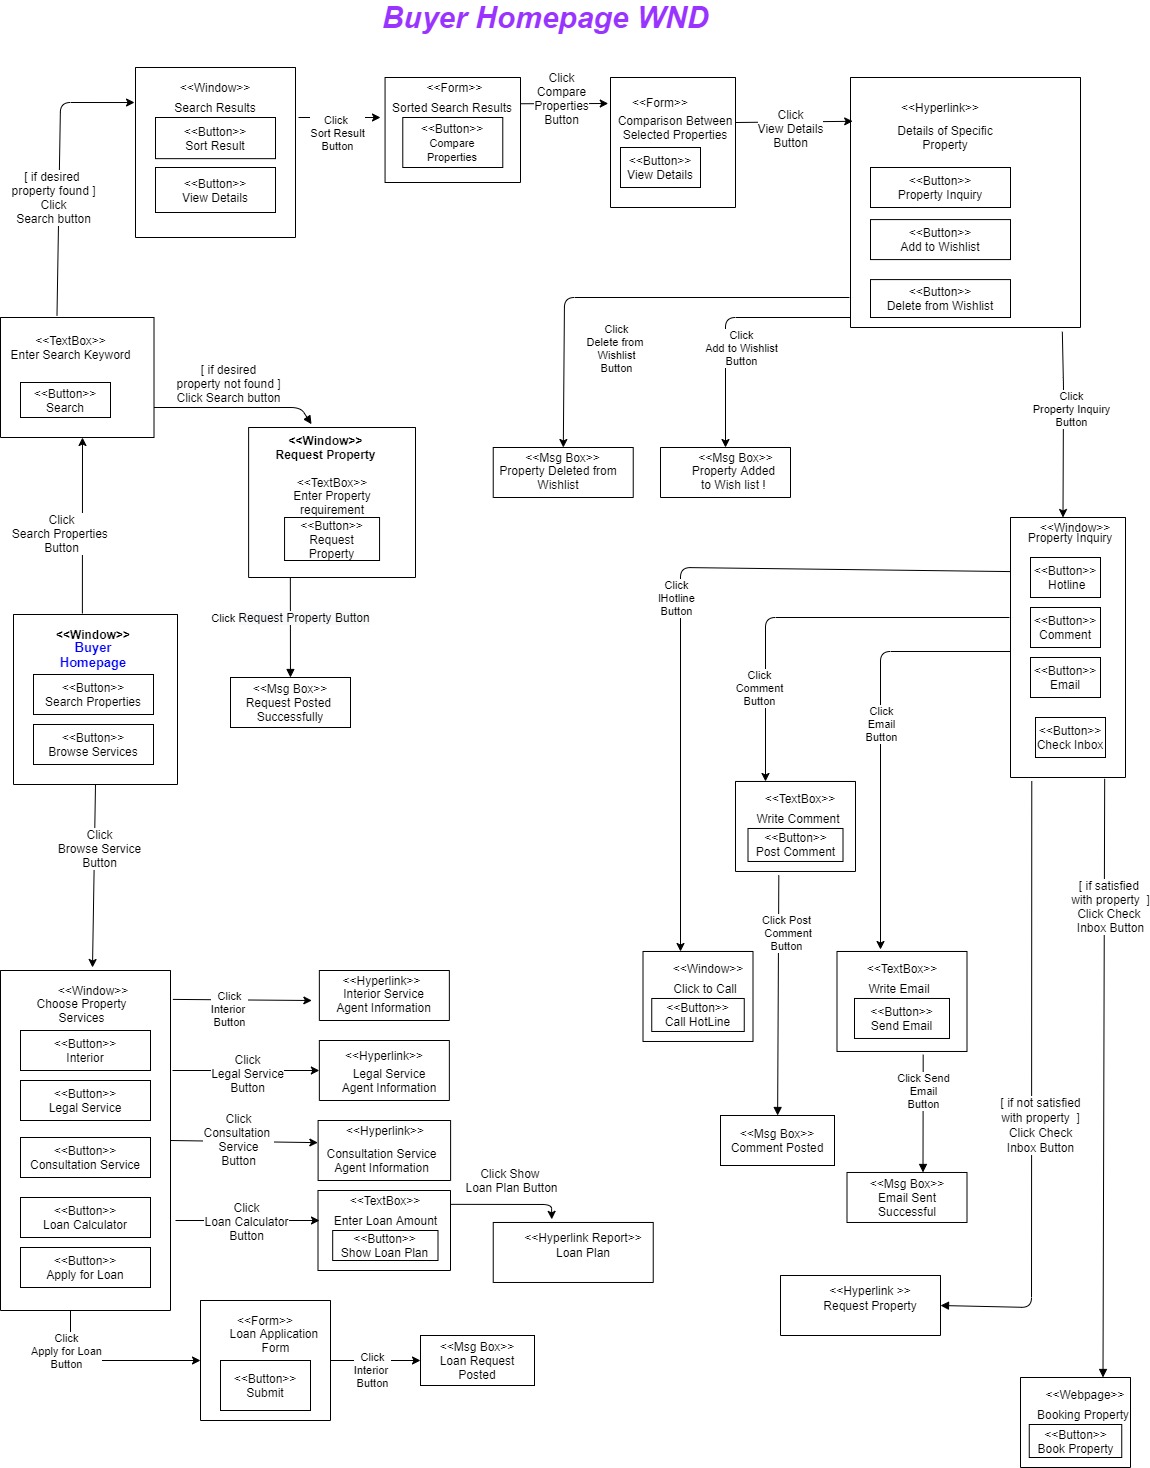 Buyer Homepage WND
<<Window>>
Search Results
<<Button>>
Sort Result
<<Button>>
View Details
Click
Sort Result
Button
<<Form>>
Sorted Search Results
<<Button>>
Compare
Properties
Click
Compare
Properties
Button
<<Form>>
Comparison Between
Selected Properties
<<Button>>
View Details
Click
View Details
Button
<<Hyperlink>>
Details of Specific
Property
<<Button>>
Property Inquiry
<<Button>>
Add to Wishlist
<<Button>>
Delete from Wishlist
[ if desired
property found ]
Click
Search button
<<TextBox>>
Enter Search Keyword
<<Button>>
Search
[ if desired
property not found ]
Click Search button
Click
Delete from
Wishlist
Button
Click
Add to Wishlist
Button
Click
Property Inquiry
Button
<<Window>>
Request Property
<<TextBox>>
Enter Property
requirement
<<Button>>
Request
Property
<<Msg Box>>
Property Deleted from
Wishlist
<<Msg Box>>
Property Added
to Wish list !
Click
Search Properties
Button
<<Window>>
Property Inquiry
<<Button>>
Hotline
<<Button>>
Comment
<<Button>>
Email
<<Button>>
Check Inbox
Click
lHotline
Button
Click Request Property Button
<<Window>>
Buyer
Homepage
<<Button>>
Search Properties
<<Button>>
Browse Services
<<Msg Box>>
Request Posted
Successfully
Click
Comment
Button
Click
Email
Button
<<TextBox>>
Write Comment
<<Button>>
Post Comment
Click
Browse Service
Button
[ if satisfied
with property ]
Click Check
Inbox Button
Click Post
Comment
Button
<<Window>>
Click to Call
<<Button>>
Call HotLine
<<TextBox>>
Write Email
<<Button>>
Send Email
<<Window>>
Choose Property
Services
<<Button>>
Interior
<<Button>>
Legal Service
<<Button>>
Consultation Service
<<Button>>
Loan Calculator
<<Button>>
Apply for Loan
Click
Interior
Button
<<Hyperlink>>
Interior Service
Agent Information
Click
Legal Service
Button
<<Hyperlink>>
Legal Service
Agent Information
Click
Consultation
Service
Button
<<Hyperlink>>
Consultation Service
Agent Information
Click
Loan Calculator
Button
<<TextBox>>
Enter Loan Amount
<<Button>>
Show Loan Plan
Click Show
Loan Plan Button
<<Hyperlink Report>>
Loan Plan
Click Send
Email
Button
[ if not satisfied
with property ]
Click Check
Inbox Button
<<Msg Box>>
Comment Posted
<<Msg Box>>
Email Sent
Successful
<<Hyperlink >>
Request Property
Click
Apply for Loan
Button
<<Form>>
Loan Application
Form
<<Button>>
Submit
Click
Interior
Button
<<Msg Box>>
Loan Request
Posted
<<Webpage>>
Booking Property
<<Button>>
Book Property